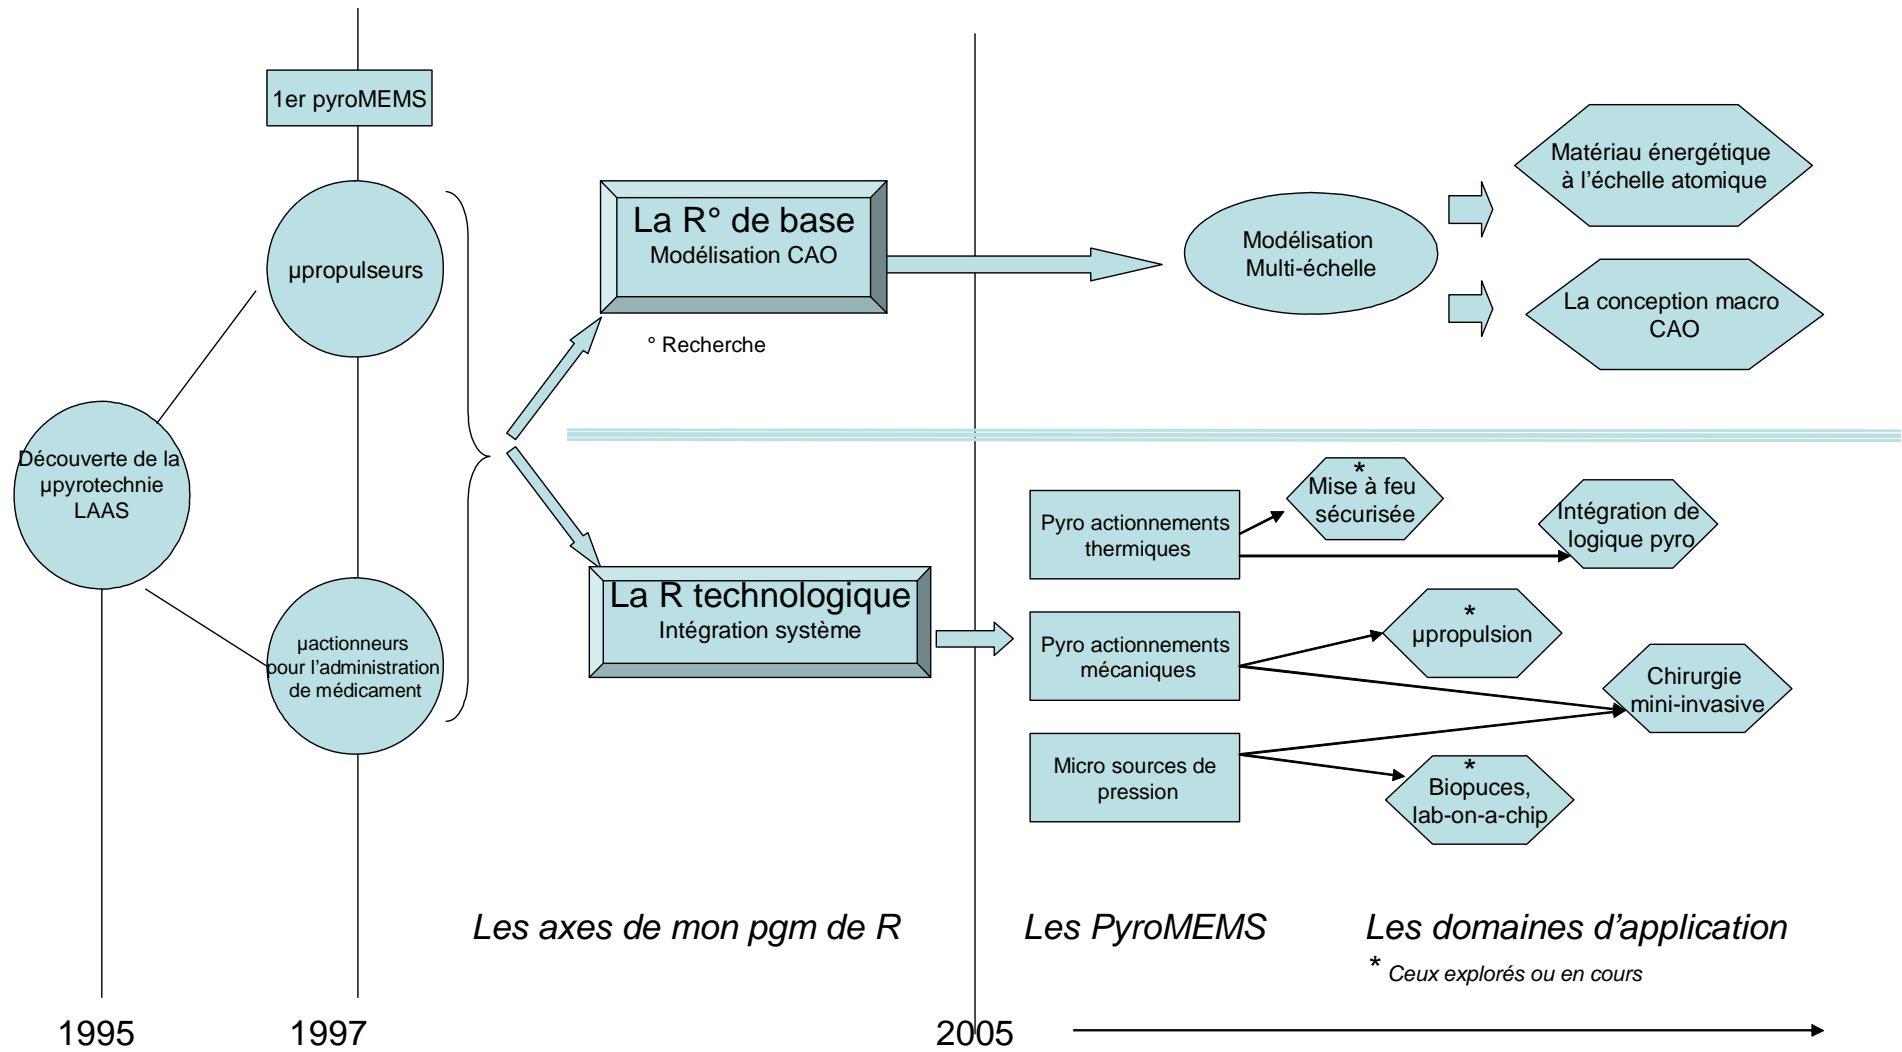 1er pyroMEMS
µpropulseurs
Découverte de la
µpyrotechnie
LAAS
µactionneurs
pour l'administration
de médicament
La R° de base
Modélisation CAO
° Recherche
La R technologique
Intégration système
Modélisation
Multi-échelle
Matériau énergétique
à l'échelle atomique
La conception macro
CAO
Pyro actionnements
thermiques
*
Mise à feu
sécurisée
Intégration de
logique pyro
Pyro actionnements
mécaniques
*
µpropulsion
Chirurgie
mini-invasive
Micro sources de
pression
*
Biopuces,
lab-on-a-chip
Les axes de mon pgm de R
Les PyroMEMS
Les domaines d'application
* Ceux explorés ou en cours
1995
1997
2005